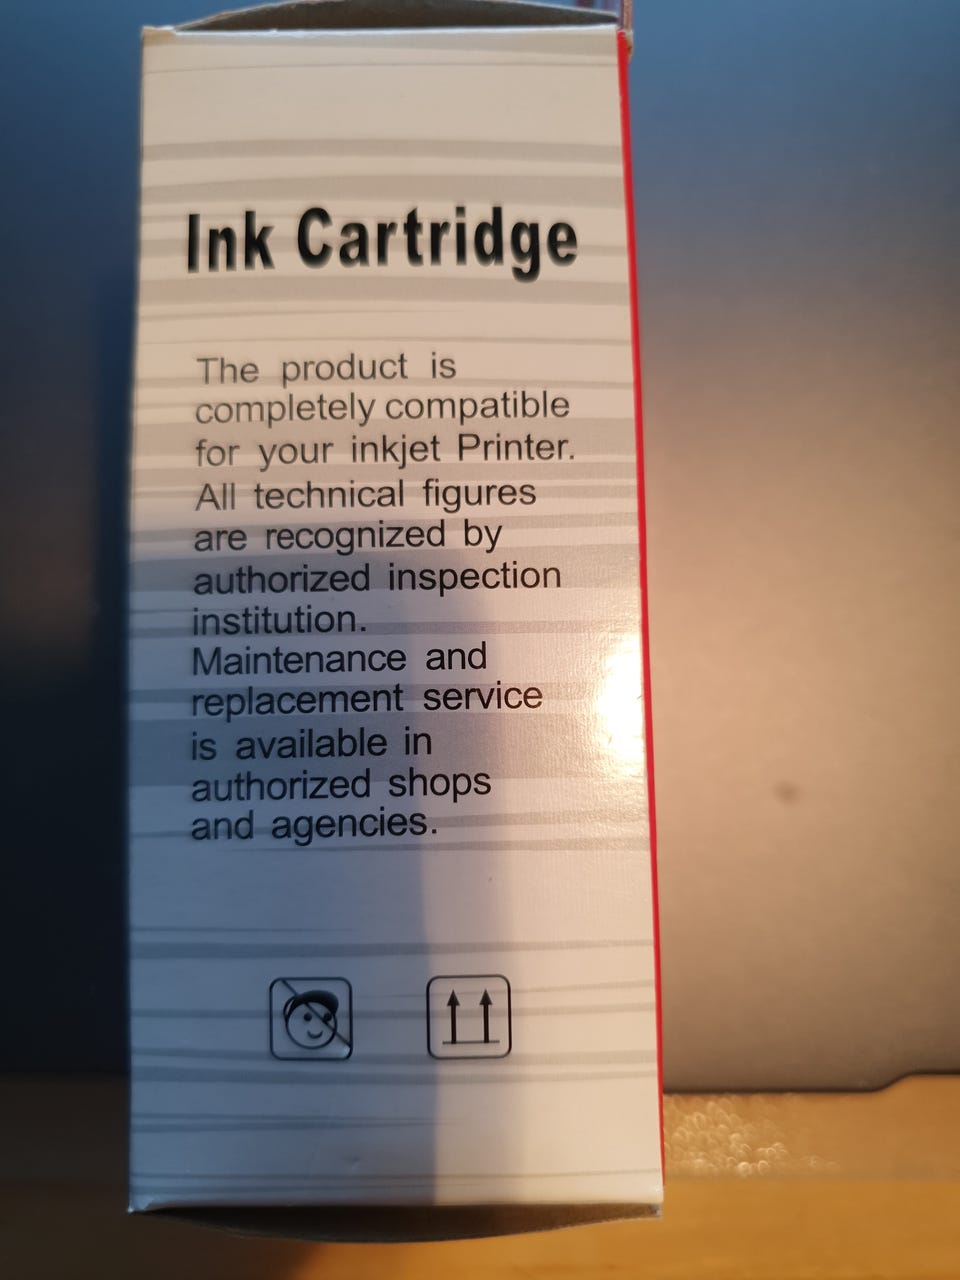 Ink Cartridge
The product is
completely compatible
for your inkjet Printer.
All technical figures
are recognized by
authorized inspection
institution.
Maintenance and
replacement service
is available in
authorized shops
and agencies.